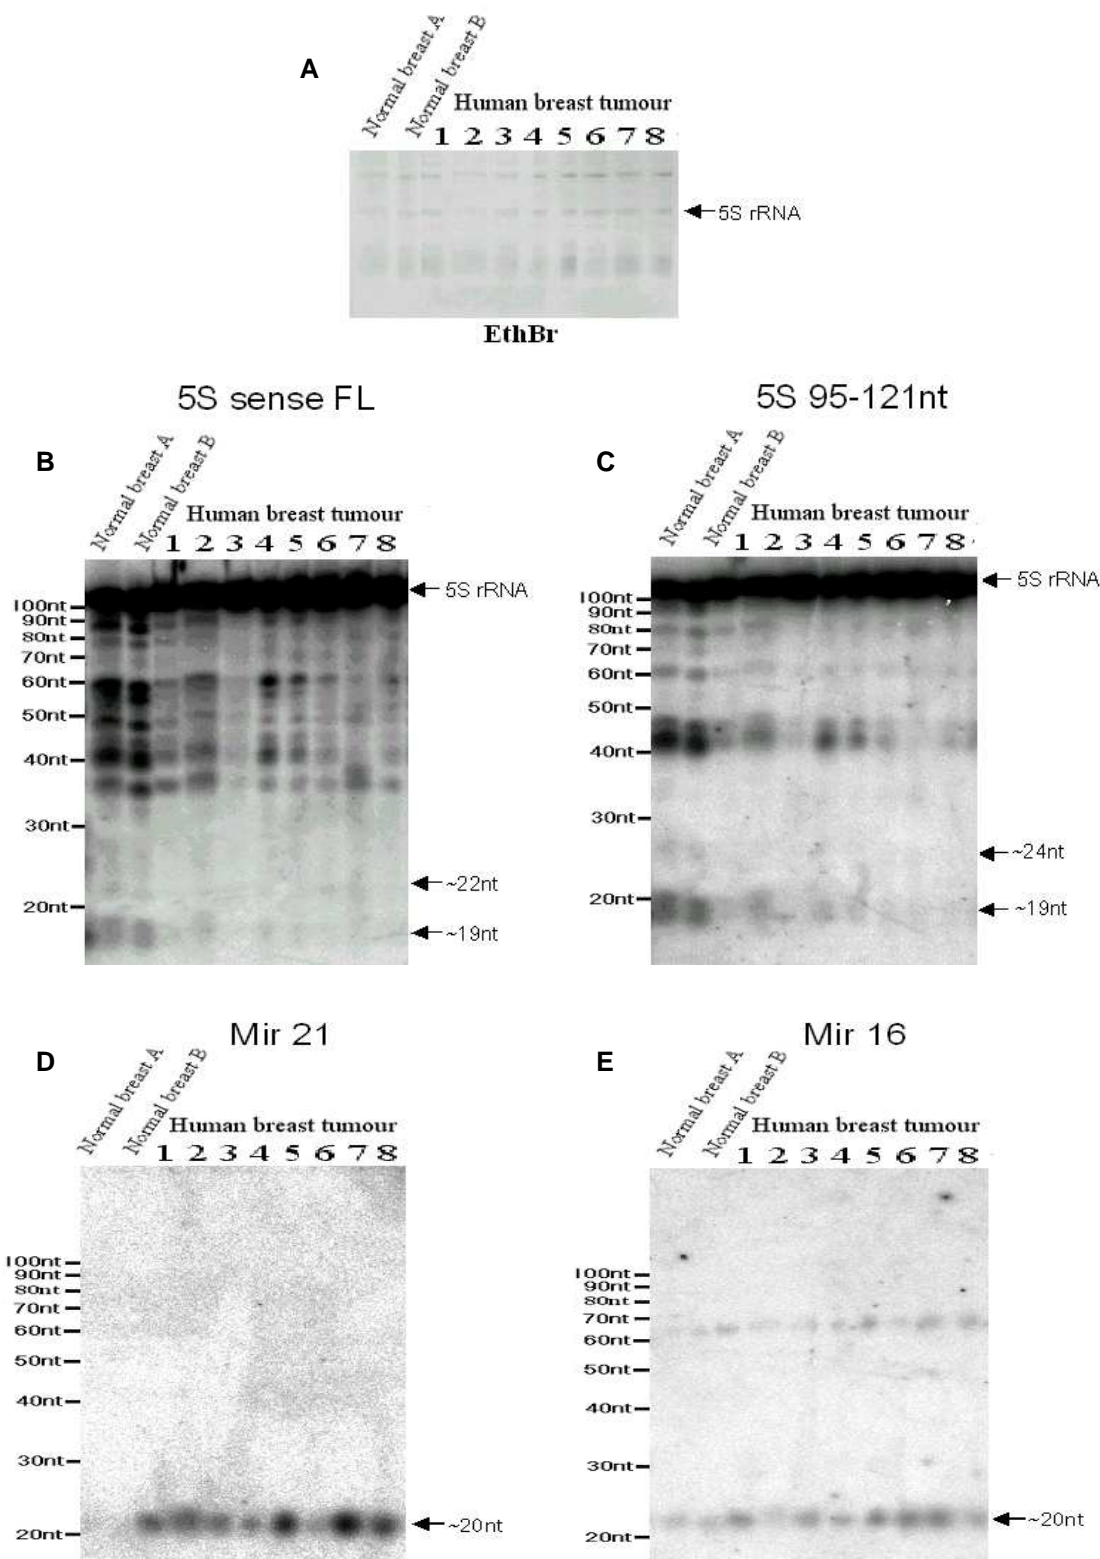 A
Normal breast A
Normal breast B
Human breast tumour
1 2 3 4 5 6 7 8
5S rRNA
EthBr
5S sense FL
B
Normal breast A
Normal breast B
Human breast tumour
1 2 3 4 5 6 7 8
5S rRNA
100nt
90nt
80nt
70nt
60nt
50nt
40nt
30nt
~22nt
20nt
~19nt
5S 95-121nt
C
Normal breast A
Normal breast B
Human breast tumour
1 2 3 4 5 6 7 8
5S rRNA
100nt
90nt
80nt
70nt
60nt
50nt
40nt
30nt
~24nt
20nt
~19nt
Mir 21
D
Normal breast A
Normal breast B
Human breast tumour
1 2 3 4 5 6 7 8
100nt
90nt
80nt
70nt
60nt
50nt
40nt
30nt
20nt
~20nt
Mir 16
E
Normal breast A
Normal breast B
Human breast tumour
1 2 3 4 5 6 7 8
100nt
90nt
80nt
70nt
60nt
50nt
40nt
30nt
20nt
~20nt